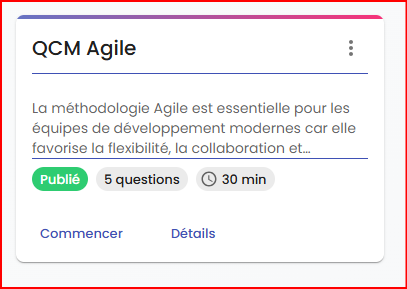 QCM Agile
La méthodologie Agile est essentielle pour les
équipes de développement modernes car elle
favorise la flexibilité, la collaboration et…
Publié 5 questions 30 min
Commencer Détails